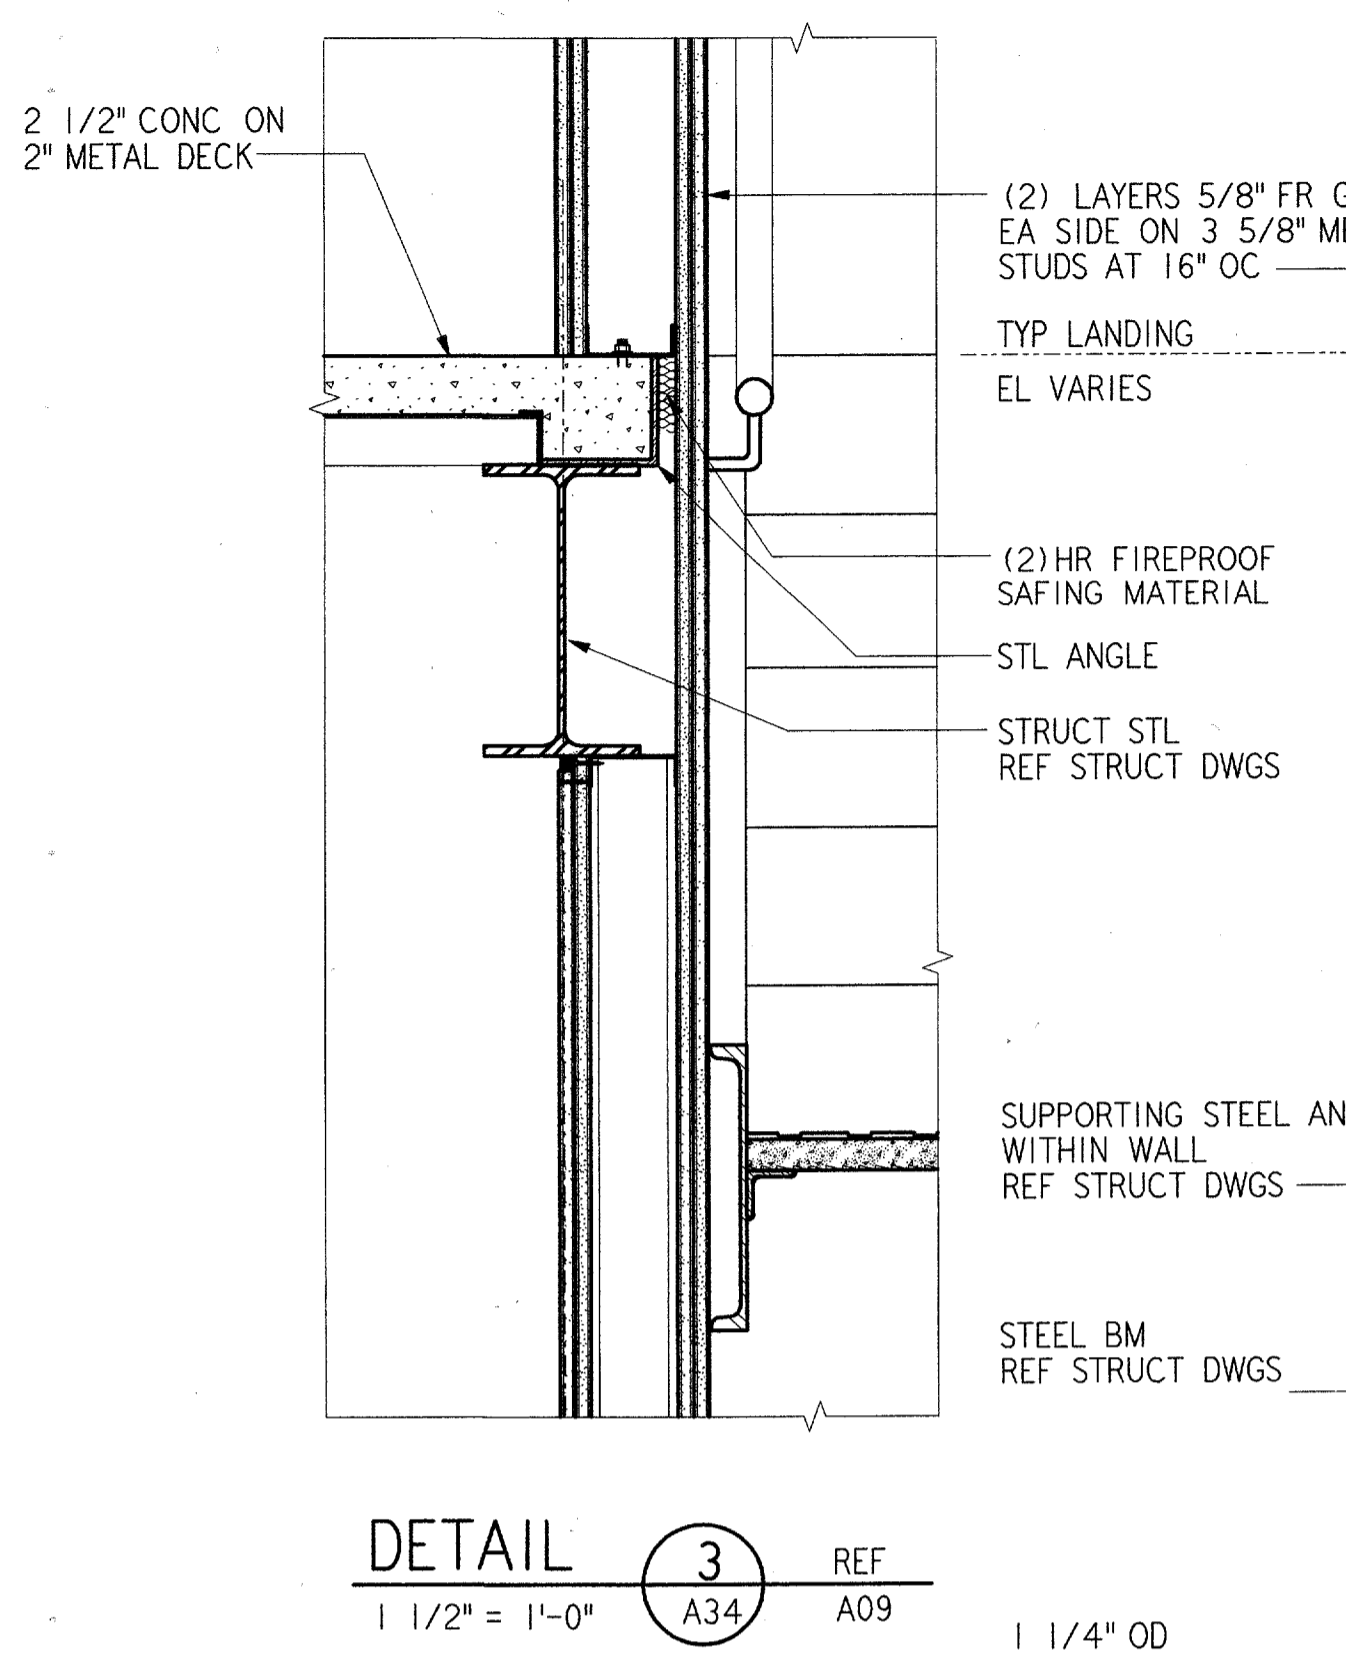 2 1/2" CONC ON
2" METAL DECK
(2) LAYERS 5/8" FR
EA SIDE ON 3 5/8"
STUDS AT 16" OC
TYP LANDING
EL VARIES
(2)HR FIREPROOF
SAFING MATERIAL
STL ANGLE
STRUCT STL
REF STRUCT DWGS
SUPPORTING STEEL
WITHIN WALL
REF STRUCT DWGS
STEEL BM
REF STRUCT DWGS
DETAIL
1 1/2" = 1'-0"
3
A34
REF
A09
1 1/4" OD